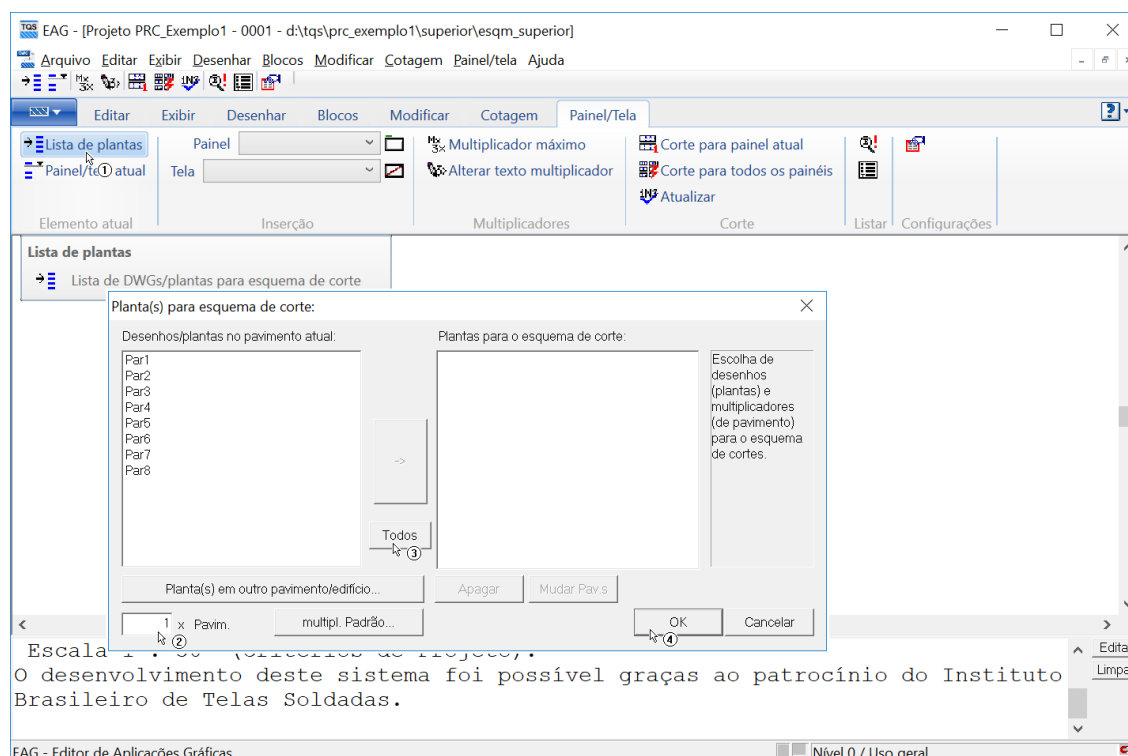 TQS EAG - [Projeto PRC_Exemplo1 - 0001 - d:\tqs\prc_exemplo1\superior\esqm_superior]
Arquivo Editar Exibir Desenhar Blocos Modificar Cotagem Painel/tela Ajuda
Editar Exibir Desenhar Blocos Modificar Cotagem Painel/Tela
Lista de plantas Painel Multiplicador máximo Corte para painel atual
Painel/te 1 atual Tela Alterar texto multiplicador Corte para todos os painéis
Atualizar
Elemento atual Inserção Multiplicadores Corte Listar Configurações
Lista de plantas
Lista de DWGs/plantas para esquema de corte
Planta(s) para esquema de corte:
Desenhos/plantas no pavimento atual: Plantas para o esquema de corte:
Par1
Par2
Par3
Par4
Par5
Par6
Par7
Par8
Escolha de
desenhos
(plantas) e
multiplicadores
(de pavimento)
para o esquema
de cortes.
->
Todos
3
Planta(s) em outro pavimento/edifício... Apagar Mudar Pav.s
1 x Pavim. multipl. Padrão... OK Cancelar
2 4
Escala
O desenvolvimento deste sistema foi possível graças ao patrocínio do Instituto
Brasileiro de Telas Soldadas.
Edita
Limpa
EAG - Editor de Aplicações Gráficas Nível 0 / Uso geral